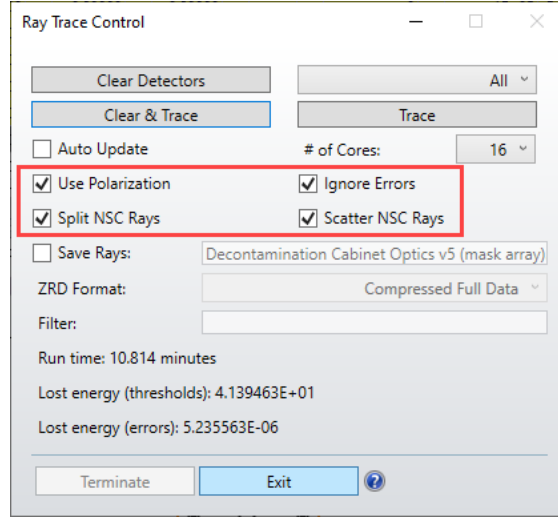 Ray Trace Control
Clear Detectors All
Clear & Trace Trace
Auto Update # of Cores: 16
Use Polarization Ignore Errors
Split NSC Rays Scatter NSC Rays
Save Rays: Decontamination Cabinet Optics v5 (mask array)
ZRD Format: Compressed Full Data
Filter:
Run time: 10.814 minutes
Lost energy (thresholds): 4.139463E+01
Lost energy (errors): 5.235563E-06
Terminate Exit ?